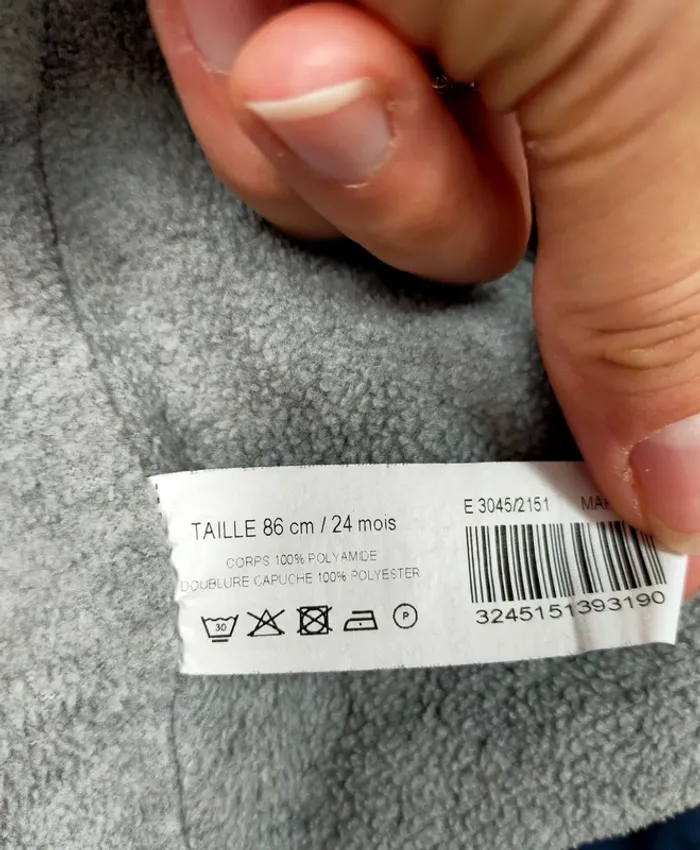 TAILLE 86 cm / 24 mois
CORPS 100% POLYAMIDE
DOUBLURE CAPUCHE 100% POLYESTER
30
P
E 3045/2151
3245151393190